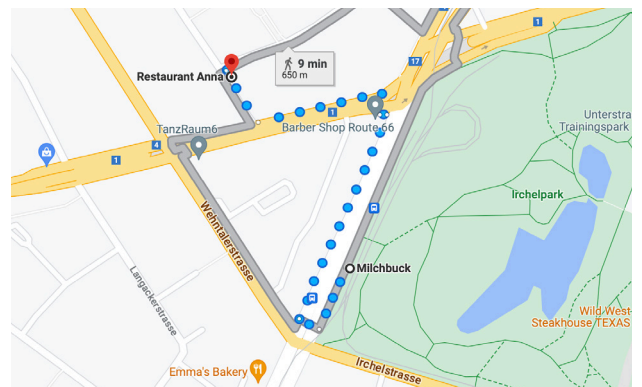 1
17
9 min
650 m
Restaurant Anna
1
TanzRaum6
Barber Shop Route 66
4
1
Unterstra
Trainingspark
Irchelpark
Wehntalerstrasse
Milchbuck
Langackerstrasse
Wild West-
Steakhouse TEXAS
Emma's Bakery
Irchelstrasse